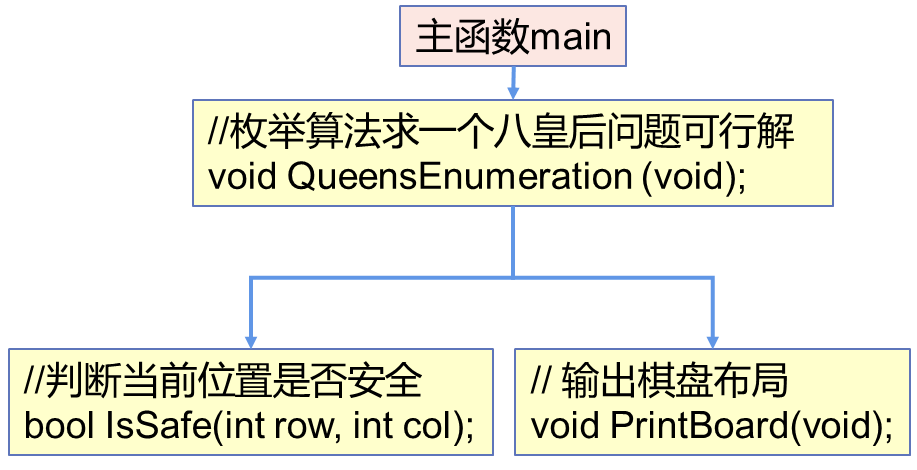 主函数main
//枚举算法求一个八皇后问题可行解
void QueensEnumeration (void);
//判断当前位置是否安全
bool IsSafe(int row, int col);
// 输出棋盘布局
void PrintBoard(void);